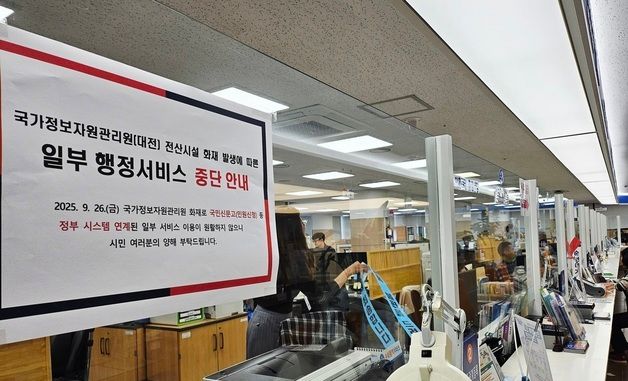 국가정보자원관리원[대전] 전산시설 화재 발생에 따른
일부 행정서비스 중단 안내
2025. 9. 26.(금) 국가정보자원관리원 화재로 국민신문고(민원신청) 등
정부 시스템 연계된 일부 서비스 이용이 원활하지 않으니
시민 여러분의 양해 부탁드립니다.